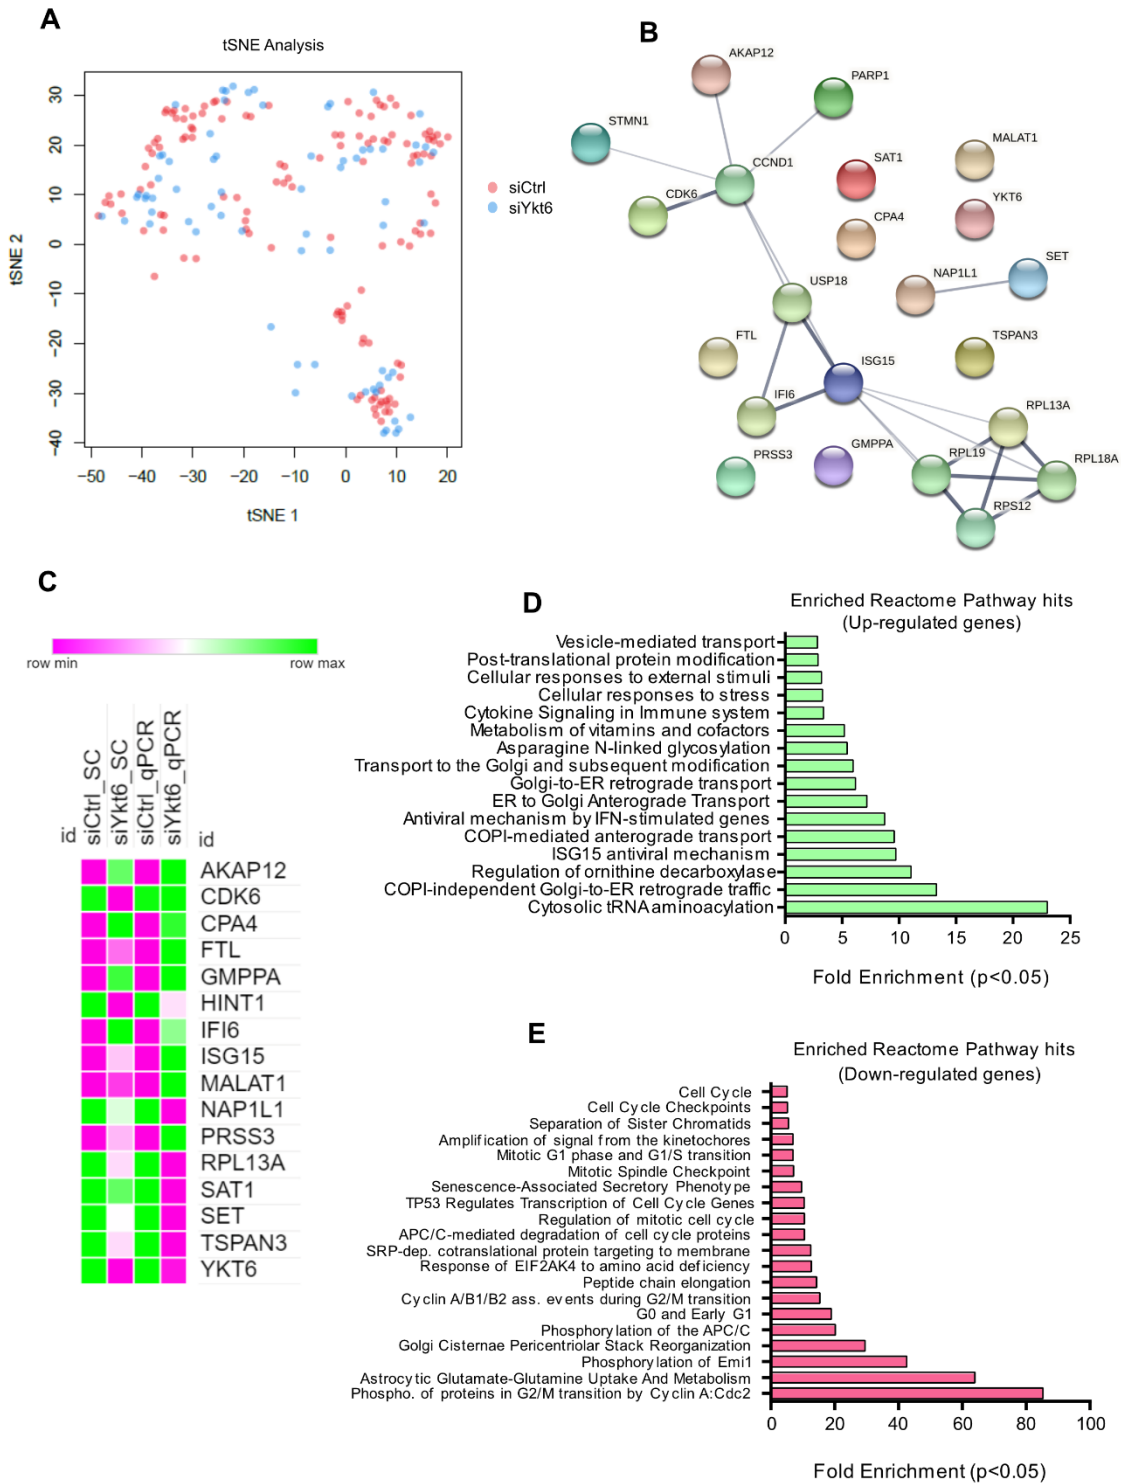 A
tSNE Analysis
30
20
10
0
−10
−20
−30
−40
tSNE 2
−50
−40
−30
−20
−10
0
10
20
tSNE 1
siCtrl
siYkt6
B
AKAP12
PARP1
STMN1
CCND1
MALAT1
SAT1
CDK6
YKT6
CPA4
SET
NAP1L1
USP18
FTL
TSPAN3
ISG15
IFI6
RPL13A
GMPPA
PRSS3
RPL19
RPL18A
RPS12
C
row min
row max
id
siCtrl_SC
siYkt6_SC
siCtrl_qPCR
siYkt6_qPCR
id
AKAP12
CDK6
CPA4
FTL
GMPPA
HINT1
IFI6
ISG15
MALAT1
NAP1L1
PRSS3
RPL13A
SAT1
SET
TSPAN3
YKT6
D
Enriched Reactome Pathway hits
(Up-regulated genes)
Vesicle-mediated transport
Post-translational protein modification
Cellular responses to external stimuli
Cellular responses to stress
Cytokine Signaling in Immune system
Metabolism of vitamins and cofactors
Asparagine N-linked glycosylation
Transport to the Golgi and subsequent modification
Golgi-to-ER retrograde transport
ER to Golgi Anterograde Transport
Antiviral mechanism by IFN-stimulated genes
COPI-mediated anterograde transport
ISG15 antiviral mechanism
Regulation of ornithine decarboxylase
COPI-independent Golgi-to-ER retrograde traffic
Cytosolic tRNA aminoacylation
0
5
10
15
20
25
Fold Enrichment (p<0.05)
E
Enriched Reactome Pathway hits
(Down-regulated genes)
Cell Cycle
Cell Cycle Checkpoints
Separation of Sister Chromatids
Amplification of signal from the kinetochores
Mitotic G1 phase and G1/S transition
Mitotic Spindle Checkpoint
Senescence-Associated Secretory Phenotype
TP53 Regulates Transcription of Cell Cycle Genes
Regulation of mitotic cell cycle
APC/C-mediated degradation of cell cycle proteins
SRP-dep. cotranslational protein targeting to membrane
Response of EIF2AK4 to amino acid deficiency
Peptide chain elongation
Cyclin A/B1/B2 ass. events during G2/M transition
G0 and Early G1
Phosphorylation of the APC/C
Golgi Cisternae Pericentriolar Stack Reorganization
Phosphorylation of Emi1
Astrocytic Glutamate-Glutamine Uptake And Metabolism
Phospho. of proteins in G2/M transition by Cyclin A:Cdc2
0
20
40
60
80
100
Fold Enrichment (p<0.05)